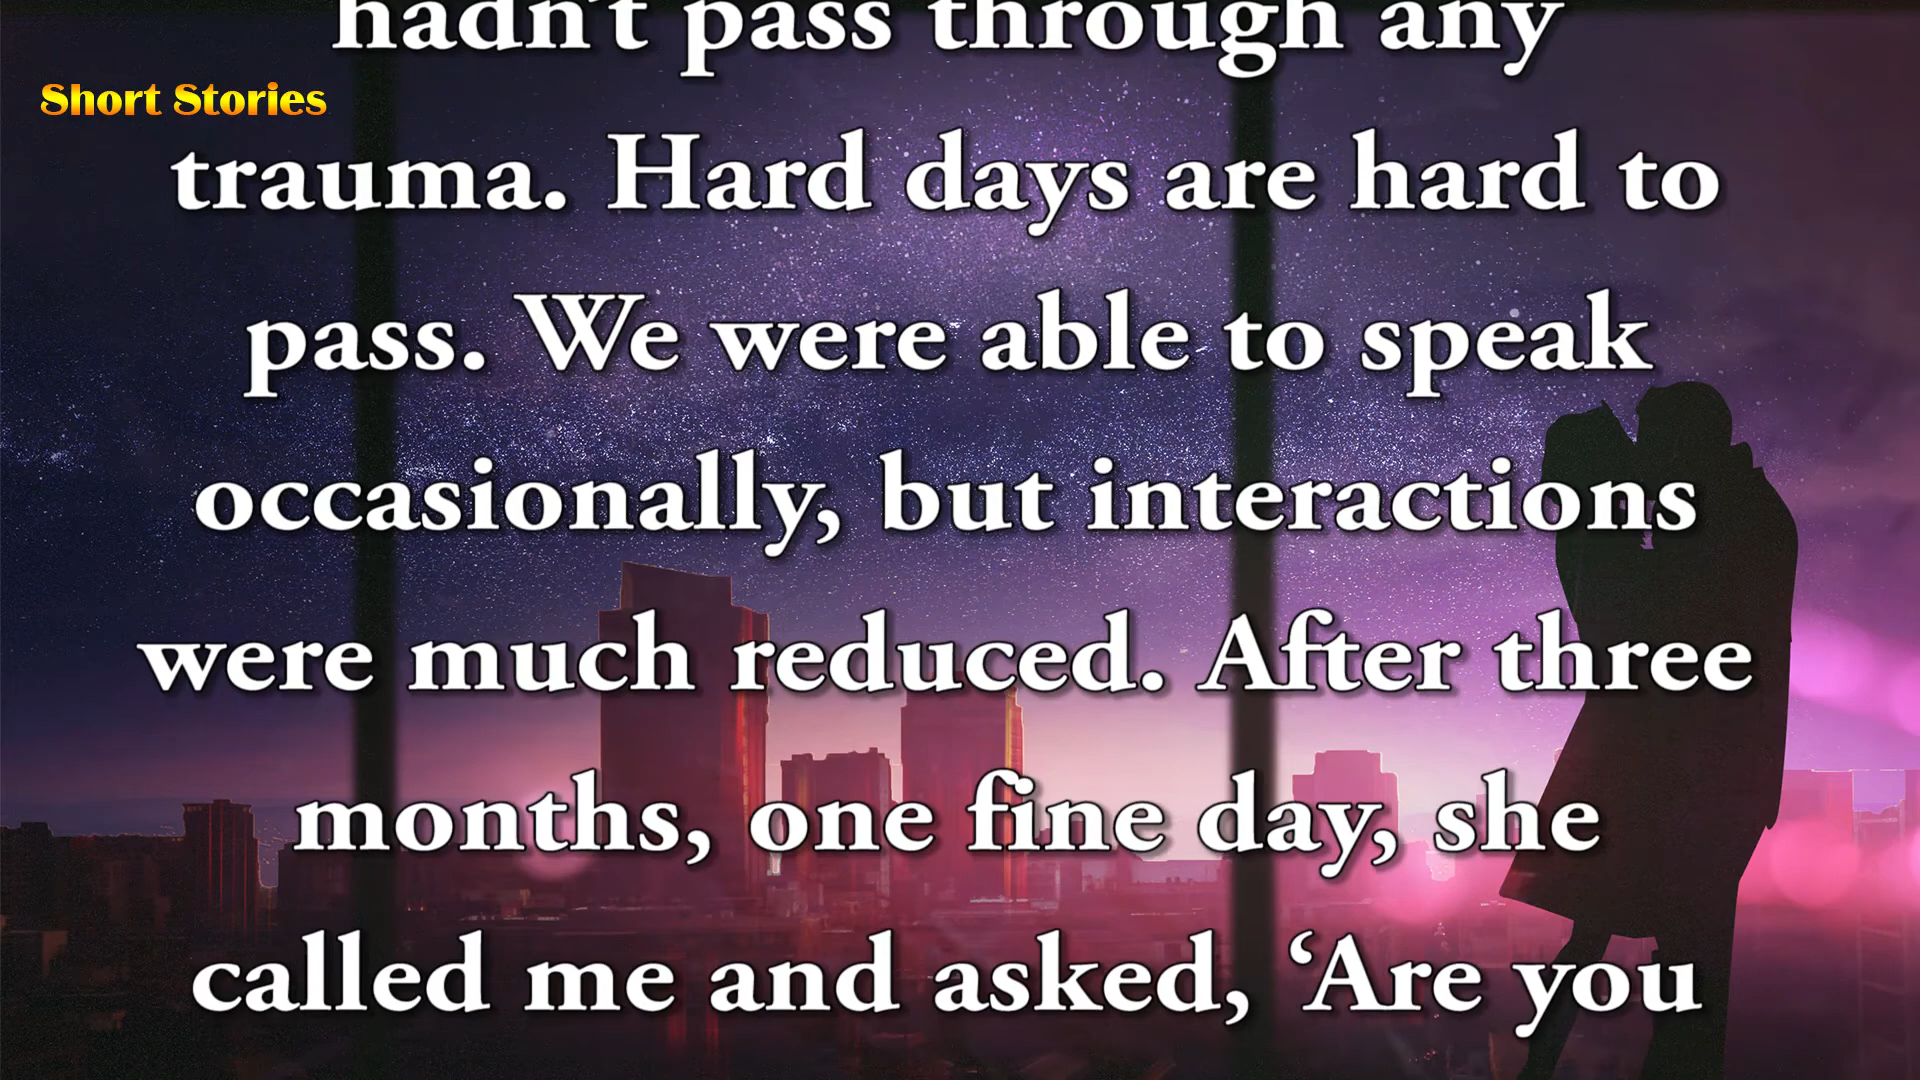 hadn't pass through any
Short Stories
trauma. Hard days are hard to
pass. We were able to speak
occasionally, but interactions
were much reduced. After three
months, one fine day, she
called me and asked, ‘Are you